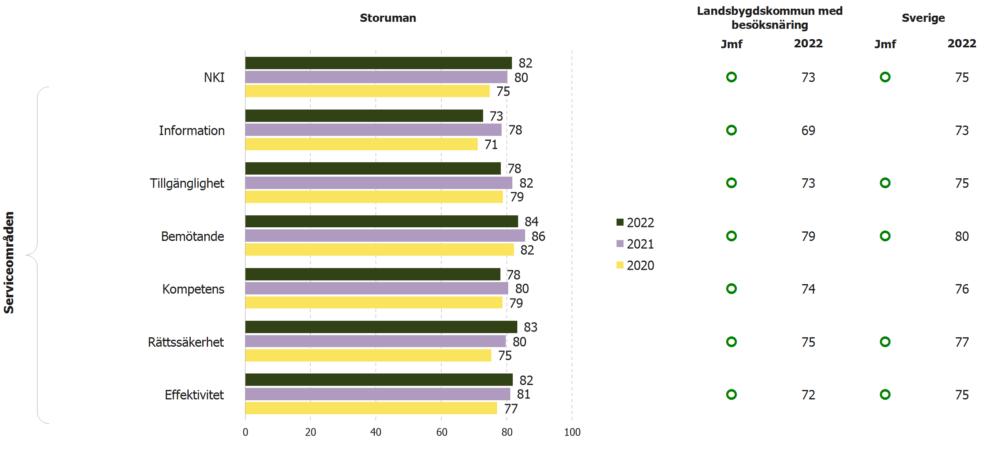 Storuman
Landsbygdskommun med
besöksnäring
Sverige
Jmf 2022 Jmf 2022
NKI 82 80 75 73 75
Information 73 78 71 69 73
Tillgänglighet 78 82 79 73 75
Bemötande 84 86 82 79 80
Kompetens 78 80 79 74 76
Rättssäkerhet 83 80 75 75 77
Effektivitet 82 81 77 72 75
Serviceområden
2022
2021
2020
0 20 40 60 80 100